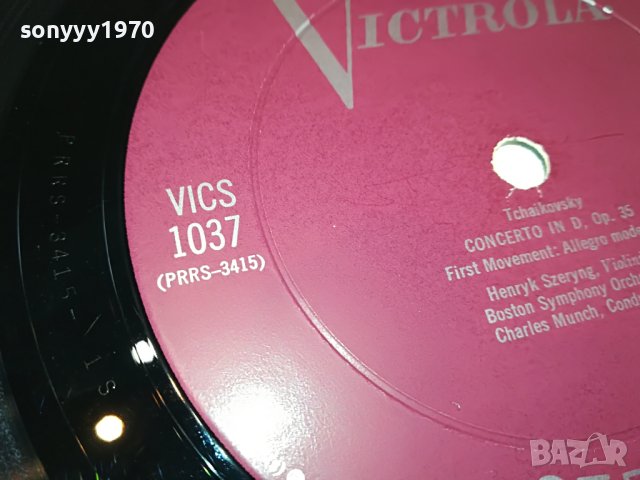 sonyyy1970
VICTROLA
PRRS-3415-
VICS
1037
(PRRS-3415)
Tchaikovsky
CONCERTO IN D, Op. 35
First Movement: Allegro mode
Henryk Szeryng, Violin
Boston Symphony Orch
Charles Munch, Cond
BAZAR